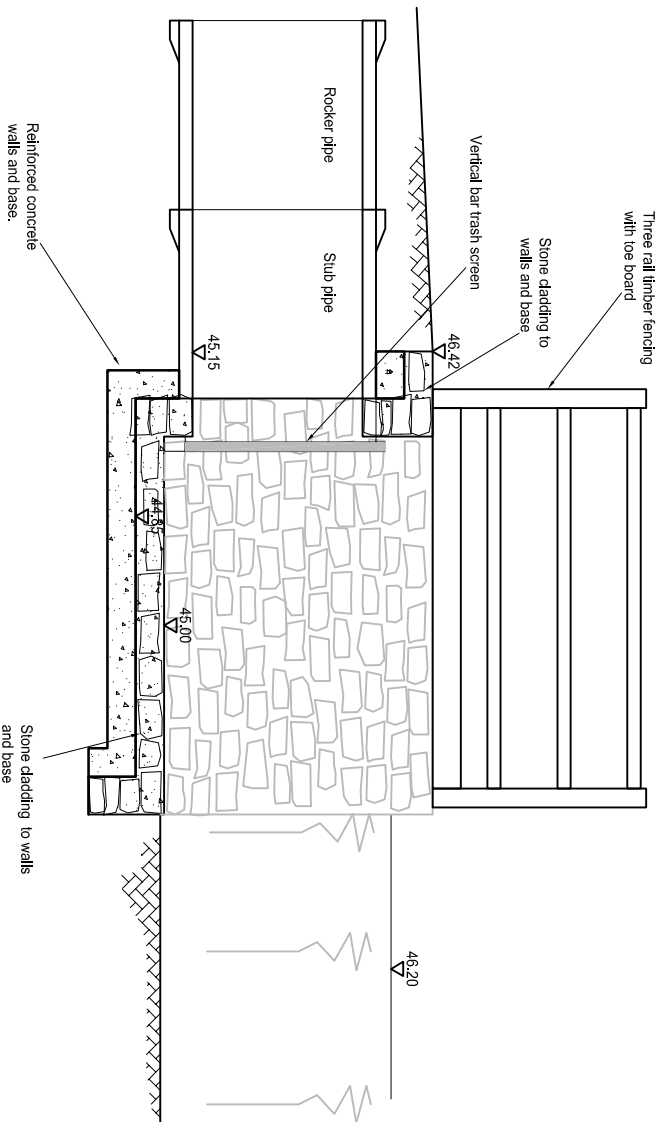 Three rail timber fencing
with toe board
Stone cladding to
walls and base
Vertical bar trash screen
46.42
Rocker pipe
Stub pipe
45.15
46.20
45.00
44.85
Reinforced concrete
walls and base.
Stone cladding to walls
and base